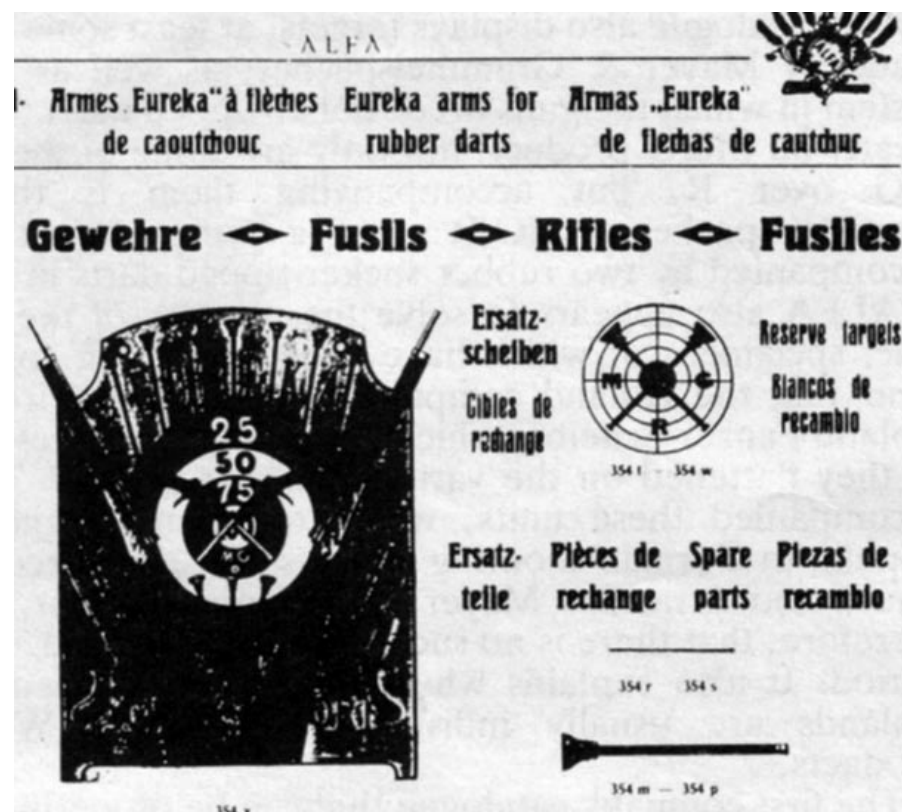 ALFA
Armes Eureka“ à flèches
de caoutchouc
Eureka arms for
rubber darts
Armas „Eureka“
de flechas de cautchuc
Gewehre Fusils Rifles Fusiles
Ersatz-
scheiben
Cibles de
rathange
Reserve targets
Blancos de
recambio
M G
R
354 t 354 w
25
50
75
Ersatz-
teile
Pièces de
rechange
Spare
parts
Piezas de
recambio
354 r 354 s
354 m — 354 p